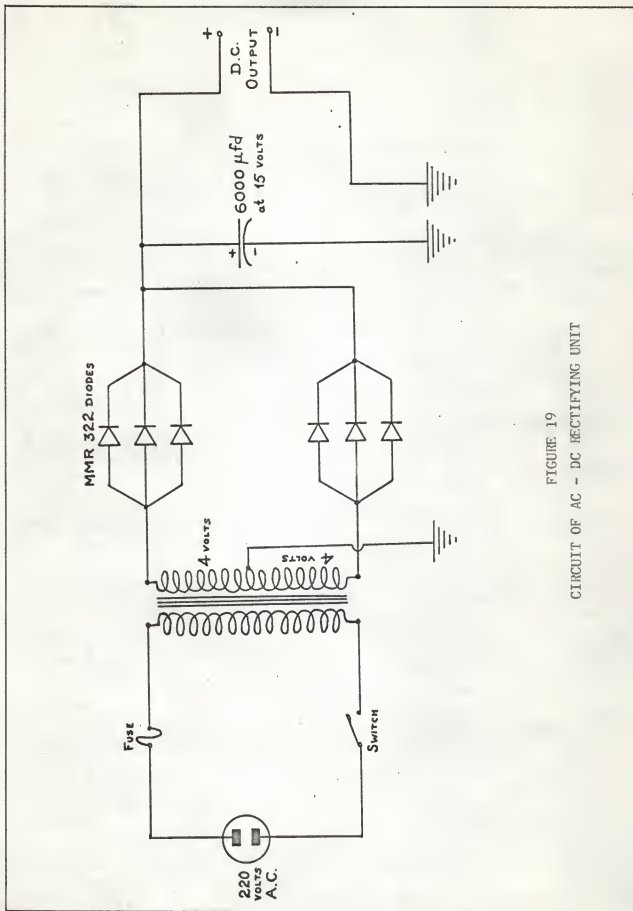 220
VOLTS
A.C.
FUSE
SWITCH
4 VOLTS
4
VOLTS
MMR 322 DIODES
+
-
6000 µfd
at 15 VOLTS
+
-
D.C.
OUTPUT
FIGURE 19
CIRCUIT OF AC - DC RECTIFYING UNIT